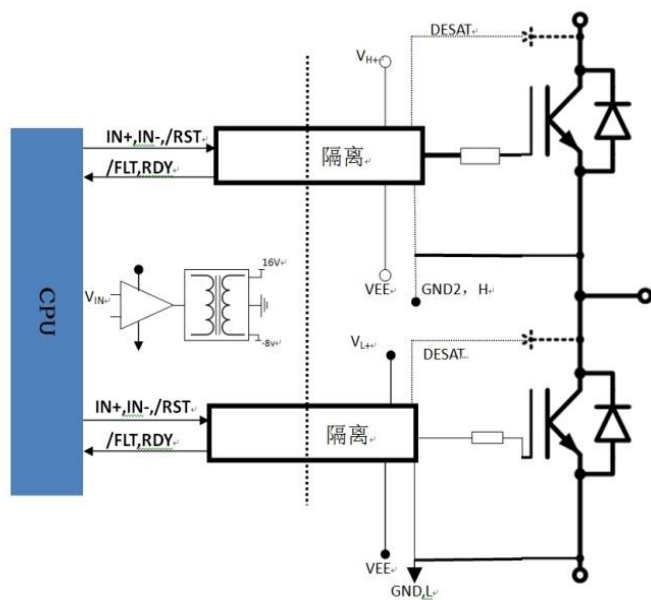 DESAT
VH+
IN+,IN-,/RST
隔离
/FLT,RDY
CPU
VEE
GND2，H
16V
VIN
-8v
VL+
DESAT
IN+,IN-,/RST
隔离
/FLT,RDY
VEE
GND,L